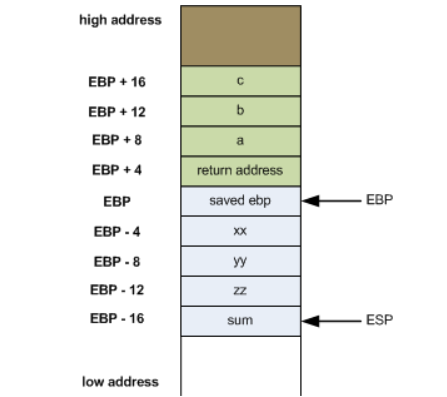 high address
EBP + 16 c
EBP + 12 b
EBP + 8 a
EBP + 4 return address
EBP saved ebp EBP
EBP - 4 xx
EBP - 8 yy
EBP - 12 zz
EBP - 16 sum ESP
low address